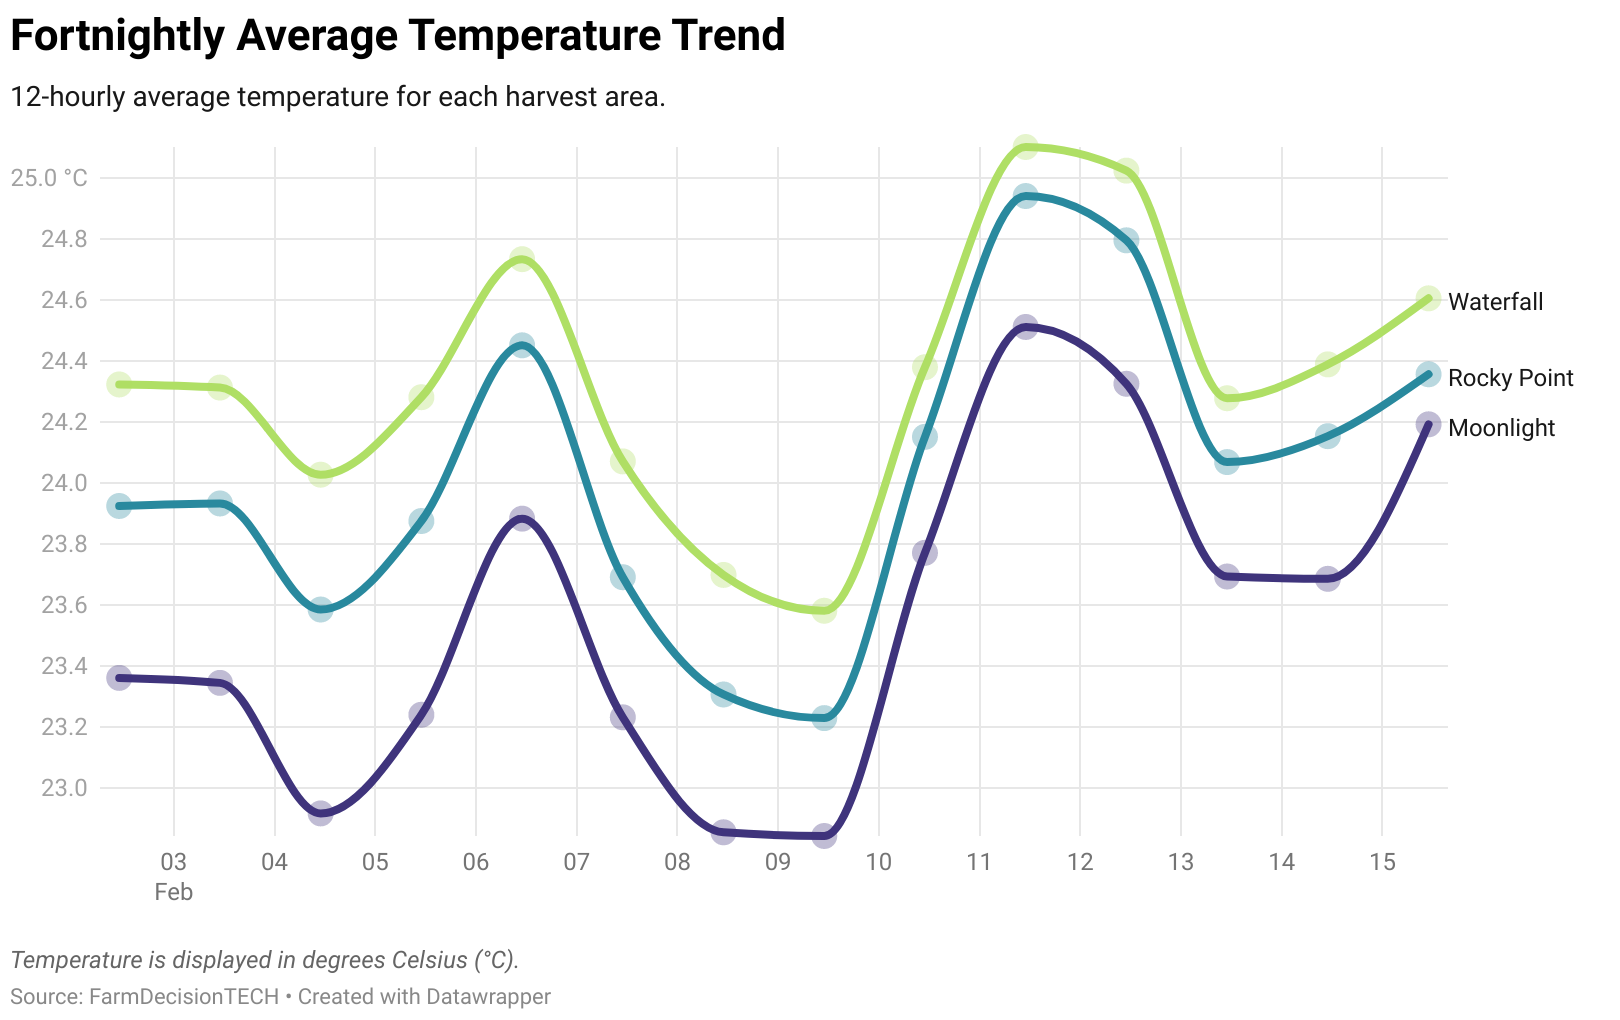 Fortnightly Average Temperature Trend
12-hourly average temperature for each harvest area.
25.0 °C
24.8
24.6
24.4
24.2
24.0
23.8
23.6
23.4
23.2
23.0
Waterfall
Rocky Point
Moonlight
03 04 05 06 07 08 09 10 11 12 13 14 15
Feb
Temperature is displayed in degrees Celsius (°C).
Source: FarmDecisionTECH • Created with Datawrapper